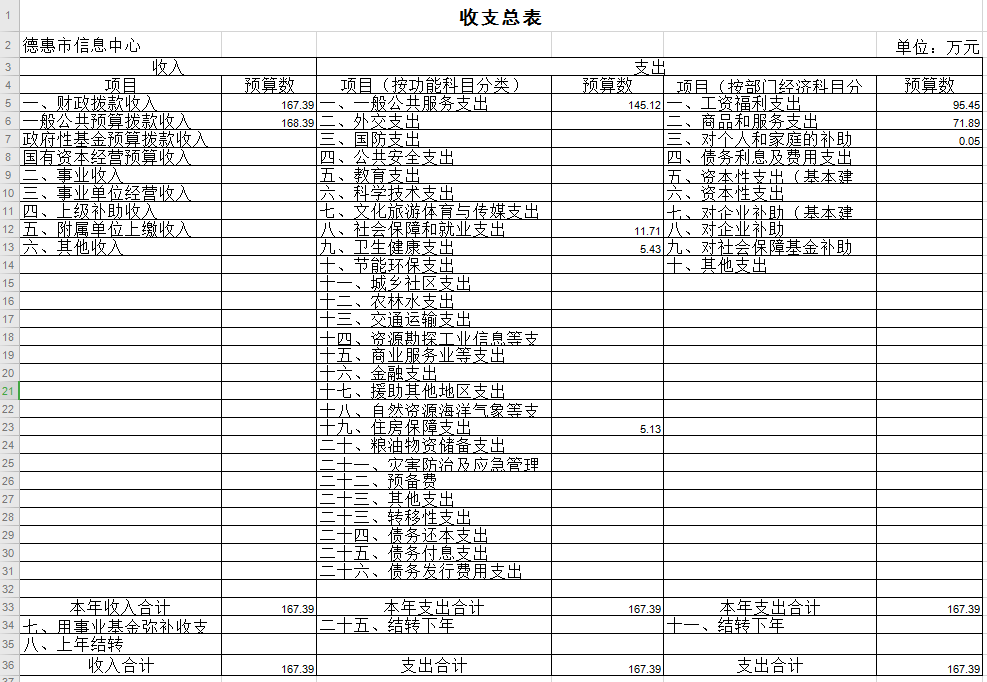 收支总表
德惠市信息中心 单位：万元
收入 支出
项目 预算数 项目（按功能科目分类） 预算数 项目（按部门经济科目分 预算数
一、财政拨款收入 167.39 一、一般公共服务支出 145.12 一、工资福利支出 95.45
一般公共预算拨款收入 168.39 二、外交支出 二、商品和服务支出 71.89
政府性基金预算拨款收入 三、国防支出 三、对个人和家庭的补助 0.05
国有资本经营预算收入 四、公共安全支出 四、债务利息及费用支出
二、事业收入 五、教育支出 五、资本性支出（基本建
三、事业单位经营收入 六、科学技术支出 六、资本性支出
四、上级补助收入 七、文化旅游体育与传媒支出 七、对企业补助（基本建
五、附属单位上缴收入 八、社会保障和就业支出 11.71 八、对企业补助
六、其他收入 九、卫生健康支出 5.43 九、对社会保障基金补助
十、节能环保支出 十、其他支出
十一、城乡社区支出
十二、农林水支出
十三、交通运输支出
十四、资源勘探工业信息等支
十五、商业服务业等支出
十六、金融支出
十七、援助其他地区支出
十八、自然资源海洋气象等支
十九、住房保障支出 5.13
二十、粮油物资储备支出
二十一、灾害防治及应急管理
二十二、预备费
二十三、其他支出
二十三、转移性支出
二十四、债务还本支出
二十五、债务付息支出
二十六、债务发行费用支出
本年收入合计 167.39 本年支出合计 167.39 本年支出合计 167.39
七、用事业基金弥补收支 二十五、结转下年 十一、结转下年
八、上年结转
收入合计 167.39 支出合计 167.39 支出合计 167.39